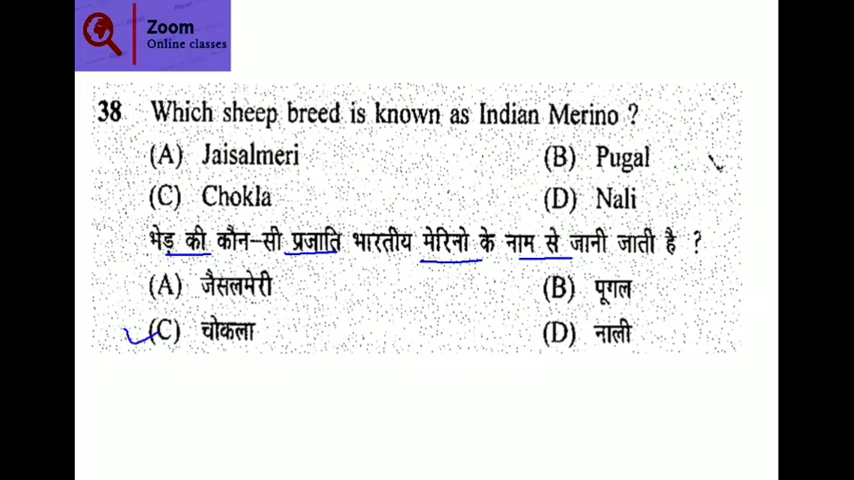 Zoom
Online classes
38 Which sheep breed is known as Indian Merino ?
(A) Jaisalmeri (B) Pugal
(C) Chokla (D) Nali
भेड़ की कौन-सी प्रजाति भारतीय मेरिनो के नाम से जानी जाती है ?
(A) जैसलमेरी (B) पूगल
(C) चोकला (D) नाली